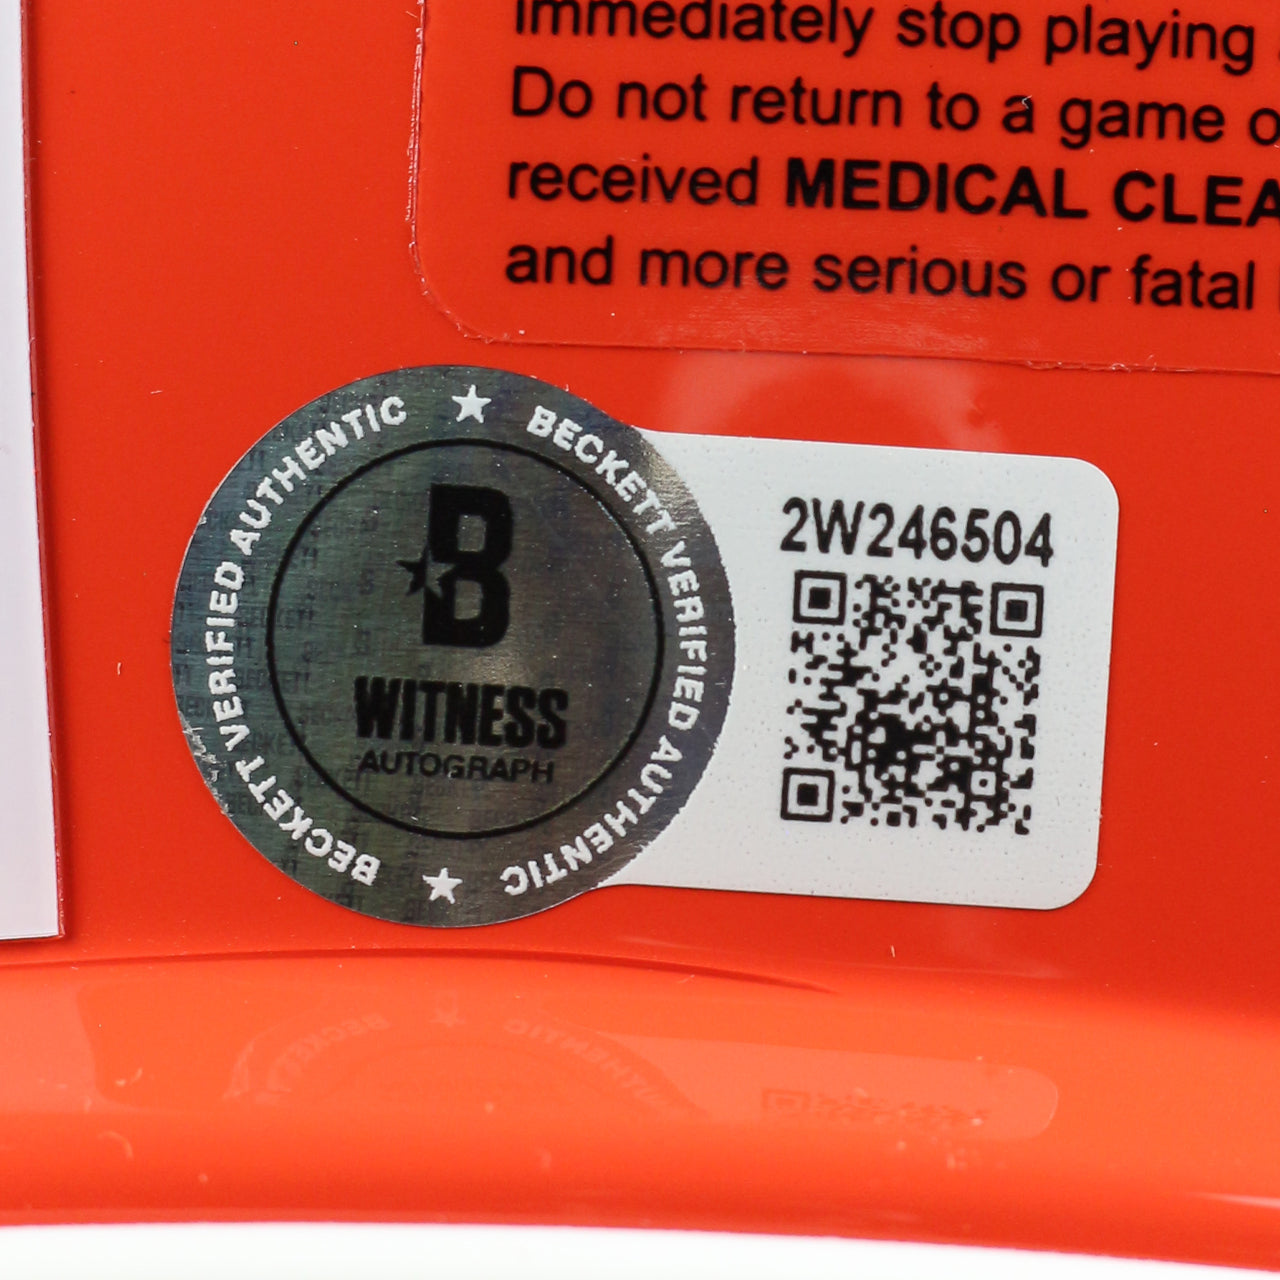 immediately stop playing
Do not return to a game
received MEDICAL
and more serious or fatal
BECKETT VERIFIED AUTHENTIC
BECKETT VERIFIED AUTHENTIC
B
WITNESS
AUTOGRAPH
2W246504